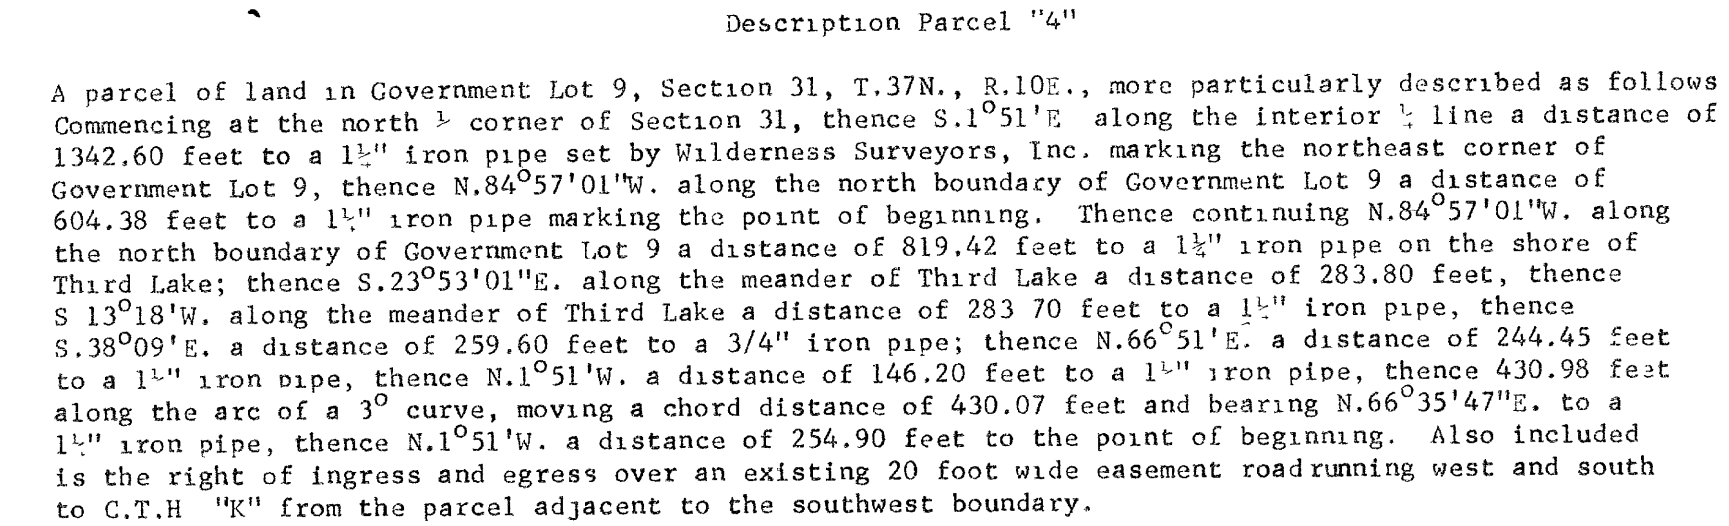 Description Parcel "4"
A parcel of land in Government Lot 9, Section 31, T.37N., R.10E., more particularly described as follows
Commencing at the north ¼ corner of Section 31, thence S.1°51'E along the interior ¼ line a distance of
1342.60 feet to a 1¼" iron pipe set by Wilderness Surveyors, Inc. marking the northeast corner of
Government Lot 9, thence N.84°57'01"W. along the north boundary of Government Lot 9 a distance of
604.38 feet to a 1¼" iron pipe marking the point of beginning. Thence continuing N.84°57'01"W. along
the north boundary of Government Lot 9 a distance of 819.42 feet to a 1¼" iron pipe on the shore of
Third Lake; thence S.23°53'01"E. along the meander of Third Lake a distance of 283.80 feet, thence
S 13°18'W. along the meander of Third Lake a distance of 283 70 feet to a 1¼" iron pipe, thence
S.38°09'E. a distance of 259.60 feet to a 3/4" iron pipe; thence N.66°51'E. a distance of 244.45 feet
to a 1¼" iron pipe, thence N.1°51'W. a distance of 146.20 feet to a 1¼" iron pipe, thence 430.98 feet
along the arc of a 3° curve, moving a chord distance of 430.07 feet and bearing N.66°35'47"E. to a
1¼" iron pipe, thence N.1°51'W. a distance of 254.90 feet to the point of beginning. Also included
is the right of ingress and egress over an existing 20 foot wide easement road running west and south
to C.T.H "K" from the parcel adjacent to the southwest boundary.